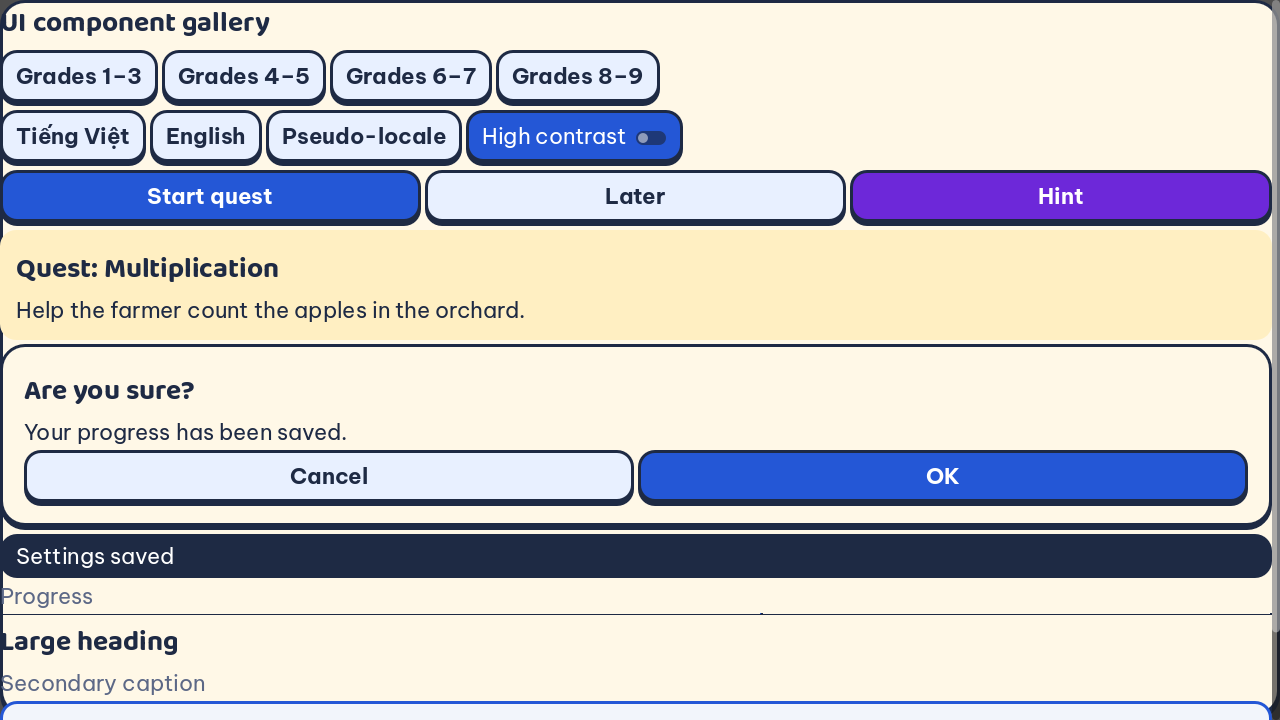 UI component gallery
Grades 1–3 Grades 4–5 Grades 6–7 Grades 8–9
Tiếng Việt English Pseudo-locale High contrast
Start quest Later Hint
Quest: Multiplication
Help the farmer count the apples in the orchard.
Are you sure?
Your progress has been saved.
Cancel OK
Settings saved
Progress
Large heading
Secondary caption